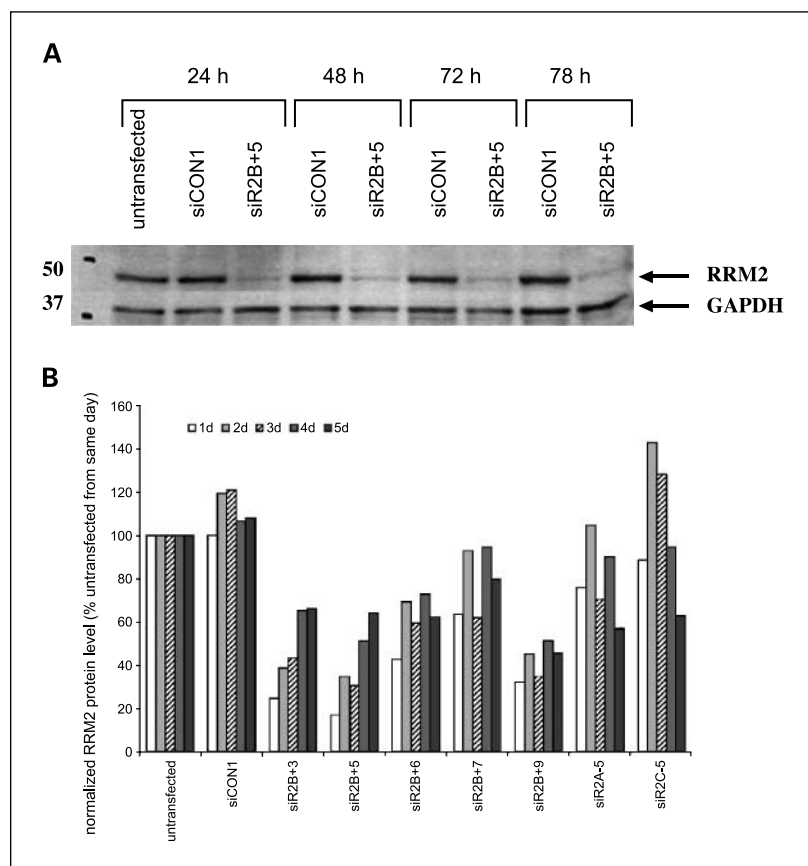 A
24 h 48 h 72 h 78 h
untransfected siCON1 siR2B+5 siCON1 siR2B+5 siCON1 siR2B+5 siCON1 siR2B+5
50 RRM2
37 GAPDH
B
normalized RRM2 protein level (% untransfected from same day)
160
140
120
100
80
60
40
20
0
1d 2d 3d 4d 5d
untransfected siCON1 siR2B+3 siR2B+5 siR2B+6 siR2B+7 siR2B+9 siR2A-5 siR2C-5